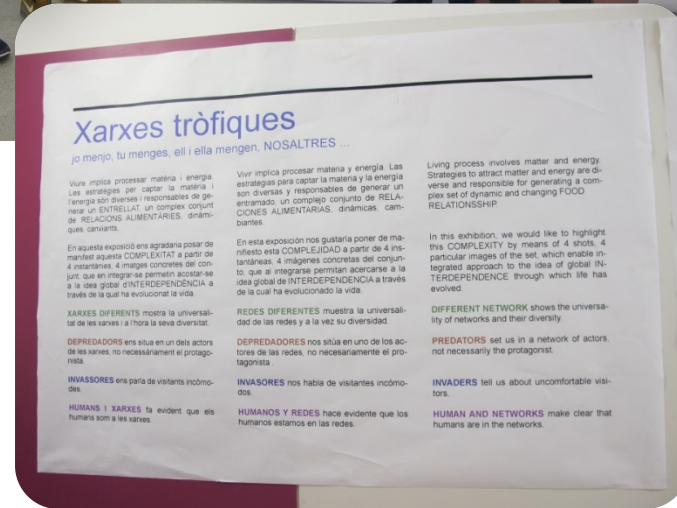 Xarxes tròfiques
jo menjo, tu menges, ell i ella mengen, NOSALTRES ...
Viure implica processar matèria i energia.
Les estratègies per captar la matèria i
l'energia són diverses i responsables de ge-
nerar un ENTRELLAT, un complex conjunt
de RELACIONS ALIMENTÀRIES, dinàmi-
ques, canviants.
En aquesta exposició ens agradaria posar de
manifest aquesta COMPLEXITAT a partir de
4 instantànies, 4 imatges concretes del con-
junt, que en integrar-se permetin acostar-se
a la idea global d'INTERDEPENDÈNCIA a
través de la qual ha evolucionat la vida.
XARXES DIFERENTS mostra la universali-
tat de les xarxes i a l'hora la seva diversitat.
DEPREDADORS ens situa en un dels actors
de les xarxes, no necessàriament el protago-
nista.
INVASSORES ens parla de visitants incòmo-
des.
HUMANS I XARXES fa evident que els
humans som a les xarxes.
Vivir implica procesar materia y energía. Las
estrategias para captar la materia y la energía
son diversas y responsables de generar un
entramado, un complejo conjunto de RELA-
CIONES ALIMENTARIAS, dinámicas, cam-
biantes.
En esta exposición nos gustaría poner de ma-
nifiesto esta COMPLEJIDAD a partir de 4 ins-
tantáneas, 4 imágenes concretas del conjun-
to, que al integrarse permitan acercarse a la
idea global de INTERDEPENDENCIA a través
de la cual ha evolucionado la vida.
REDES DIFERENTES muestra la universali-
dad de las redes y a la vez su diversidad.
DEPREDADORES nos sitúa en uno de los ac-
tores de las redes, no necesariamente el pro-
tagonista .
INVASORES nos habla de visitantes incómo-
dos.
HUMANOS Y REDES hace evidente que los
humanos estamos en las redes.
Living process involves matter and energy.
Strategies to attract matter and energy are di-
verse and responsible for generating a com-
plex set of dynamic and changing FOOD
RELATIONSSHIP.
In this exhibition, we would like to highlight
this COMPLEXITY by means of 4 shots, 4
particular images of the set, which enable in-
tegrated approach to the idea of global IN-
TERDEPENDENCE through which life has
evolved.
DIFFERENT NETWORK shows the universa-
lity of networks and their diversity.
PREDATORS set us in a network of actors,
not necessarily the protagonist.
INVADERS tell us about uncomfortable visi-
tors.
HUMAN AND NETWORKS make clear that
humans are in the networks.